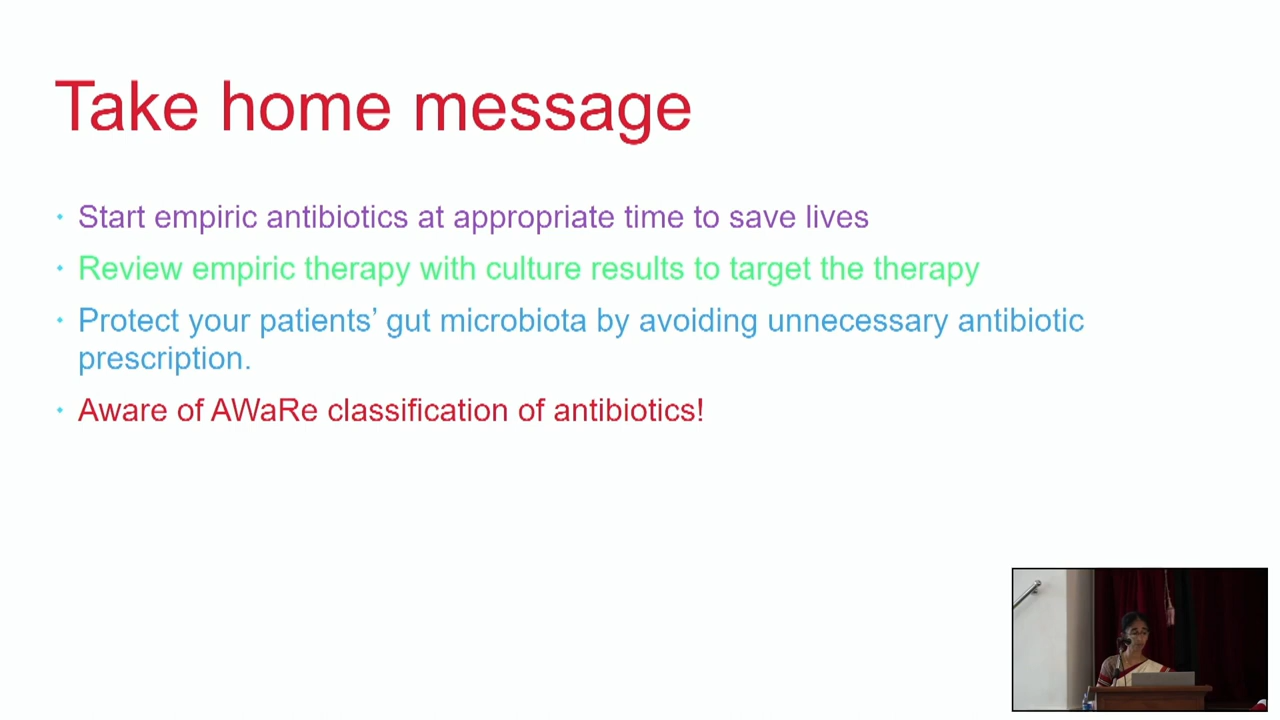 Take home message
Start empiric antibiotics at appropriate time to save lives
Review empiric therapy with culture results to target the therapy
Protect your patients’ gut microbiota by avoiding unnecessary antibiotic
prescription.
Aware of AWaRe classification of antibiotics!